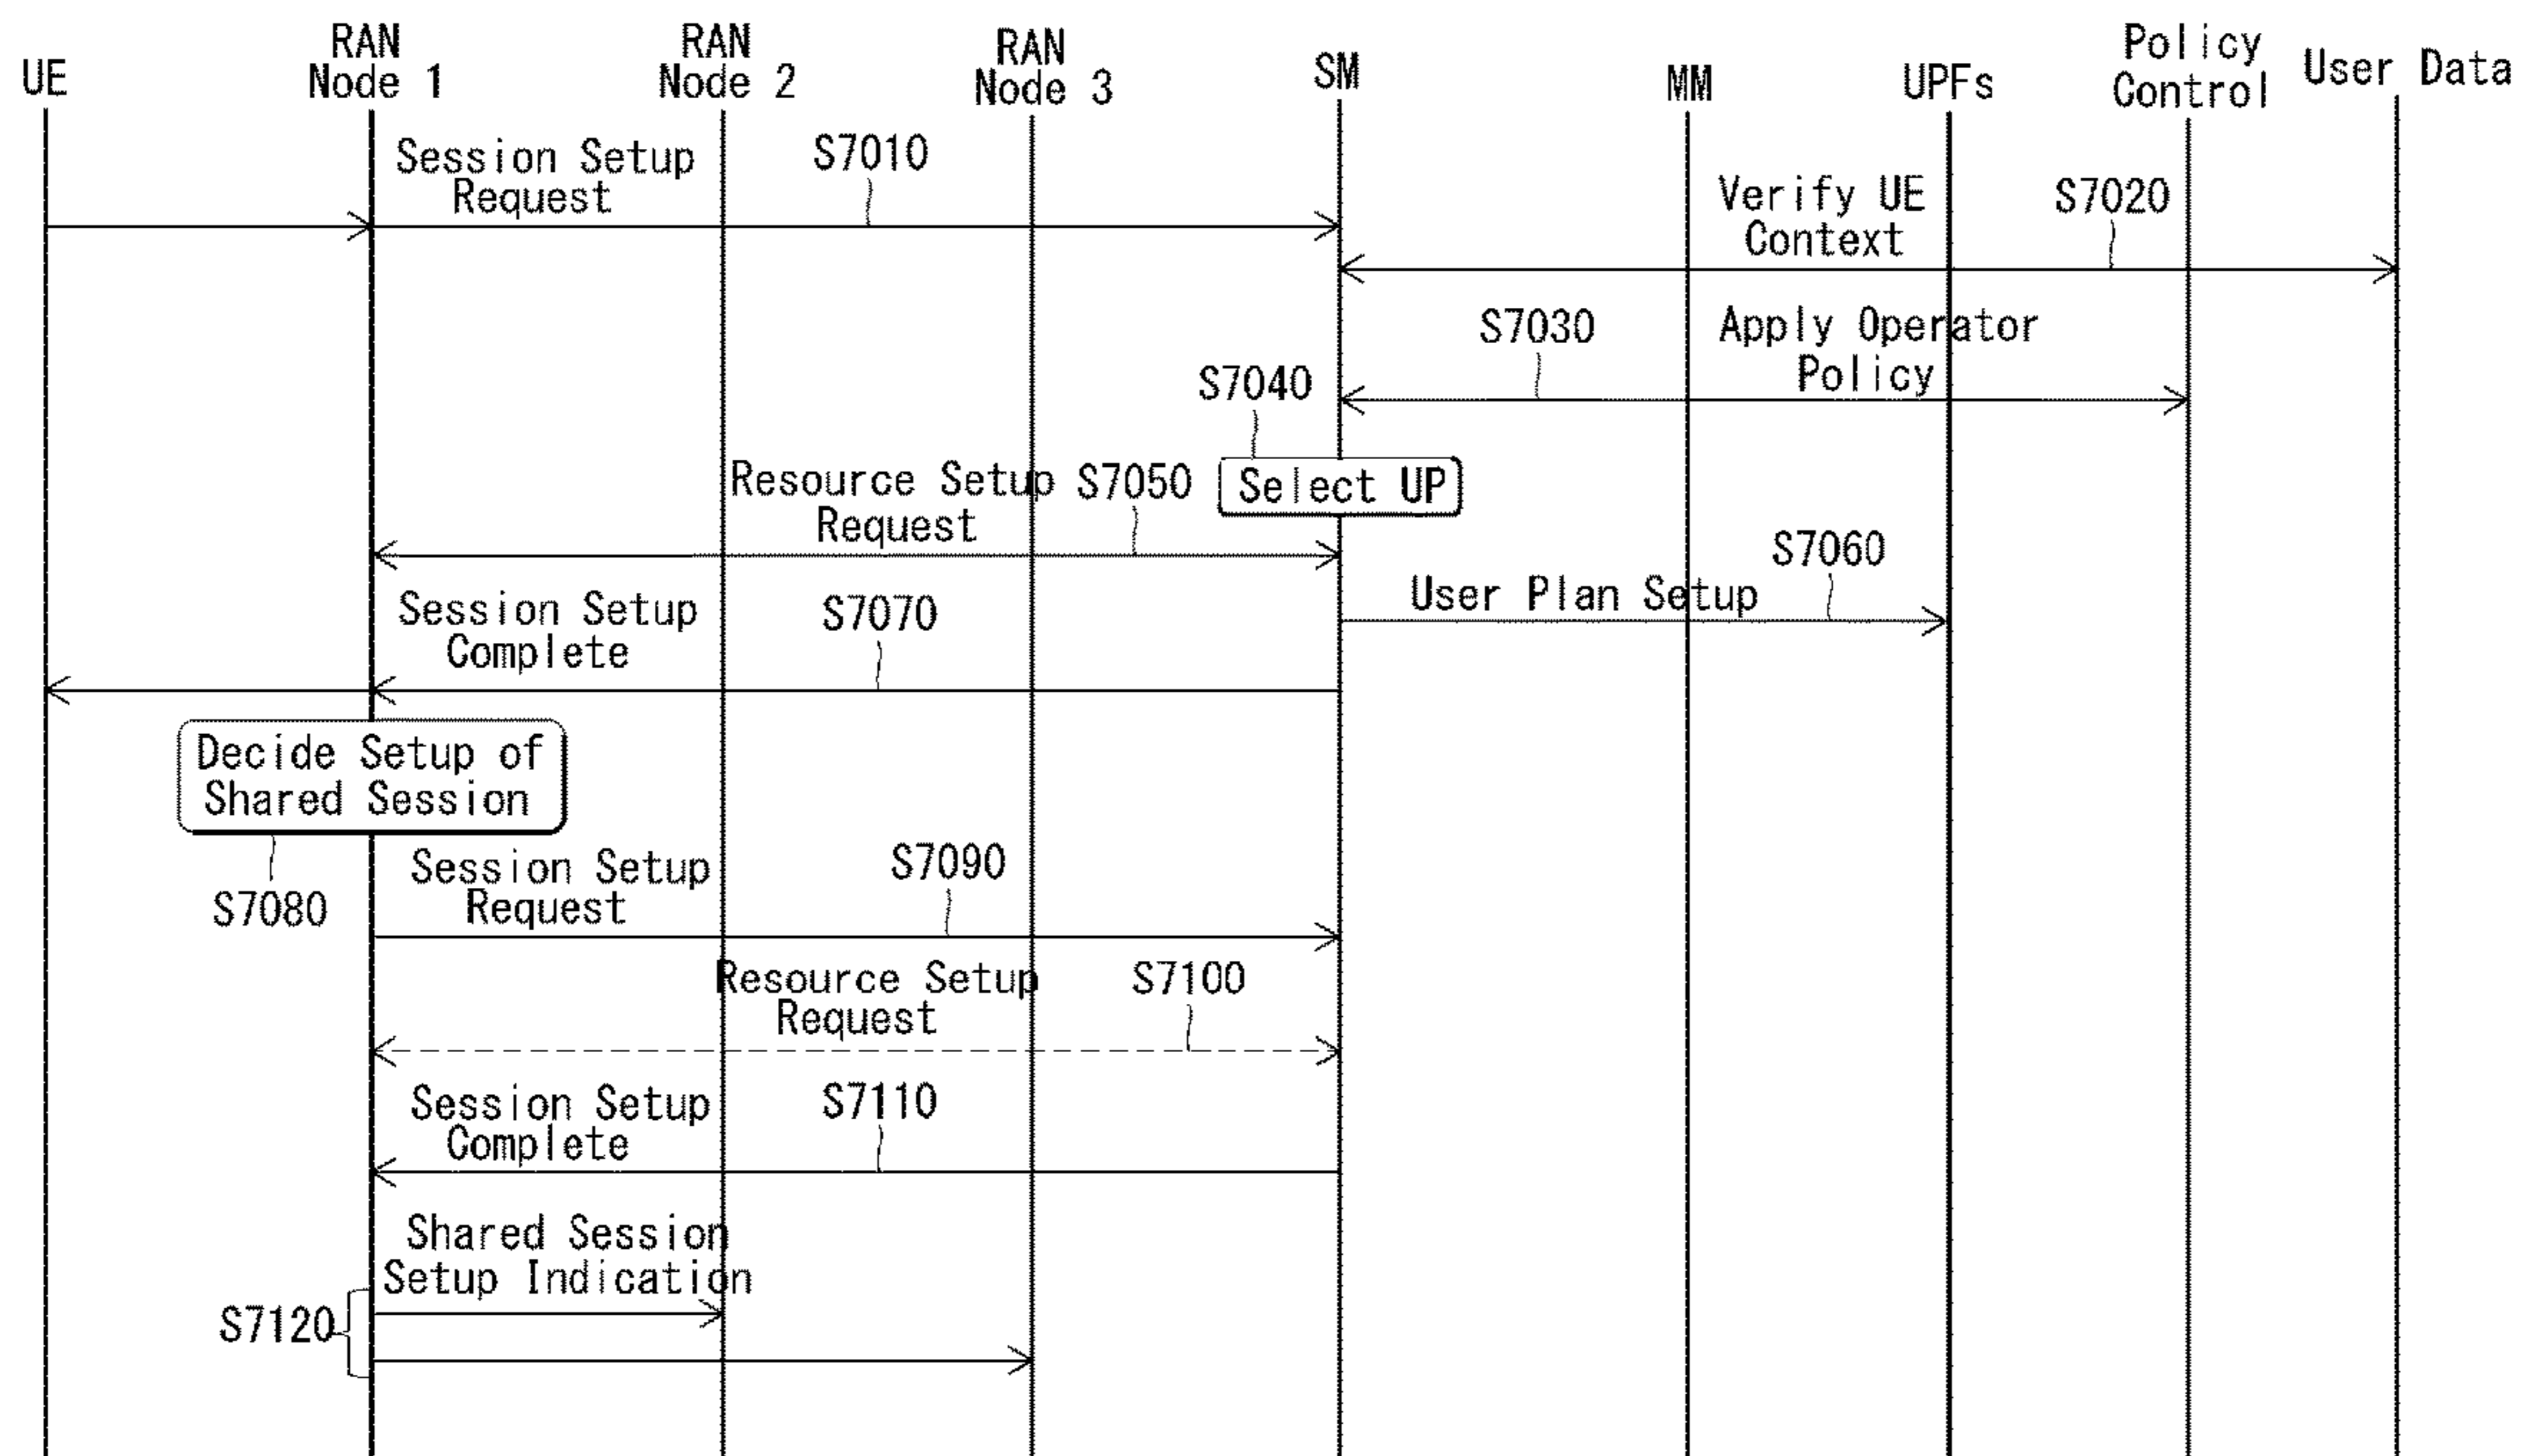 UE
RAN
Node 1
RAN
Node 2
RAN
Node 3
SM
MM
UPFs
Policy
Control
User Data
Session Setup
Request
S7010
Verify UE
Context
S7020
S7030
Apply Operator
Policy
S7040
Select UP
Resource Setup
Request
S7050
S7060
User Plan Setup
Session Setup
Complete
S7070
Decide Setup of
Shared Session
S7080
Session Setup
Request
S7090
Resource Setup
Request
S7100
Session Setup
Complete
S7110
Shared Session
Setup Indication
S7120